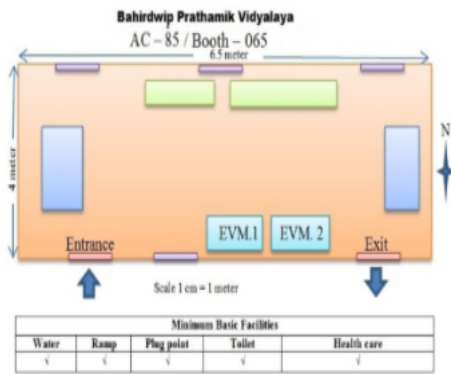 Bahirdwip Prathamik Vidyalaya
AC – 85 / Booth – 065
6.5 meter
4 meter
N
EVM.1 EVM. 2
Entrance Exit
Scale 1 cm = 1 meter
Minimum Basic Facilities
Water Ramp Plug point Toilet Health care
√ √ √ √ √